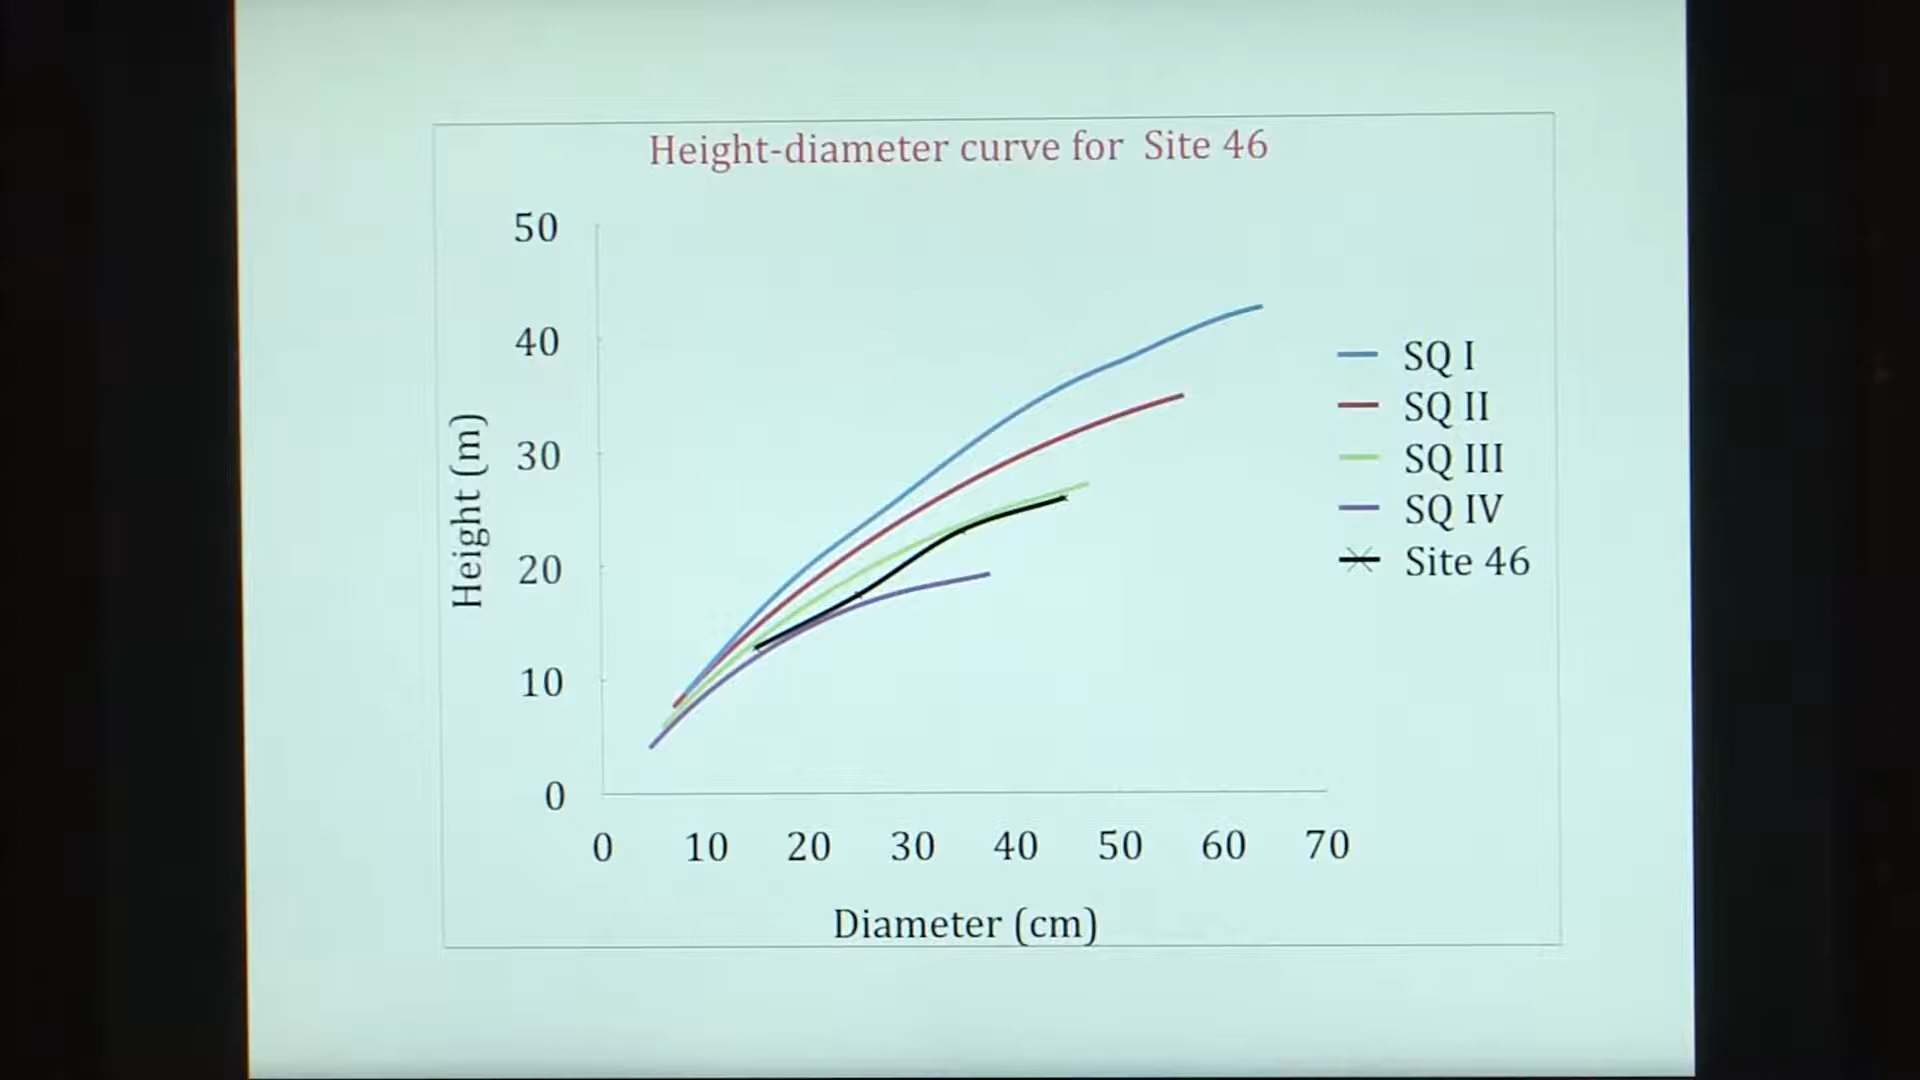 Height-diameter curve for Site 46
50
40
30
20
10
0
Height (m)
0 10 20 30 40 50 60 70
Diameter (cm)
SQ I
SQ II
SQ III
SQ IV
Site 46